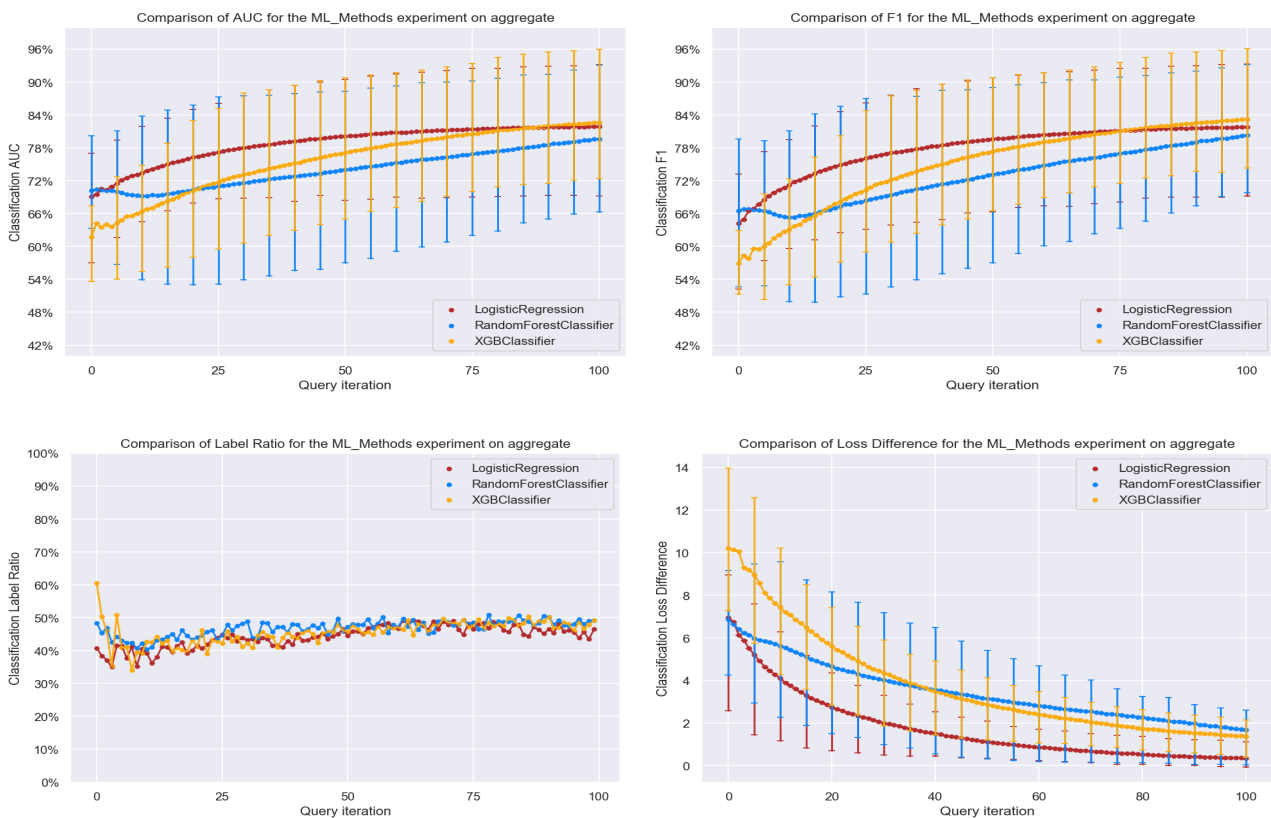 Comparison of AUC for the ML_Methods experiment on aggregate
Classification AUC
96%
90%
84%
78%
72%
66%
60%
54%
48%
42%
LogisticRegression
RandomForestClassifier
XGBClassifier
0
25
50
75
100
Query iteration
Comparison of F1 for the ML_Methods experiment on aggregate
Classification F1
96%
90%
84%
78%
72%
66%
60%
54%
48%
42%
LogisticRegression
RandomForestClassifier
XGBClassifier
0
25
50
75
100
Query iteration
Comparison of Label Ratio for the ML_Methods experiment on aggregate
Classification Label Ratio
100%
90%
80%
70%
60%
50%
40%
30%
20%
10%
0%
LogisticRegression
RandomForestClassifier
XGBClassifier
0
25
50
75
100
Query iteration
Comparison of Loss Difference for the ML_Methods experiment on aggregate
Classification Loss Difference
14
12
10
8
6
4
2
0
LogisticRegression
RandomForestClassifier
XGBClassifier
0
20
40
60
80
100
Query iteration